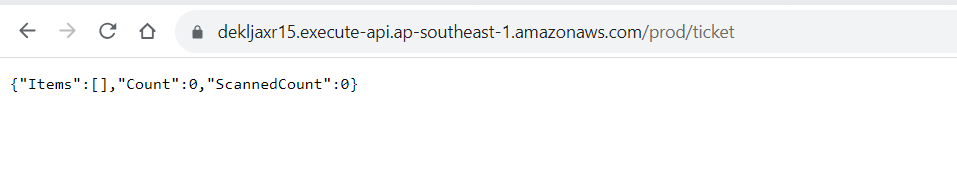 dekljaxr15.execute-api.ap-southeast-1.amazonaws.com/prod/ticket
{"Items":[],"Count":0,"ScannedCount":0}